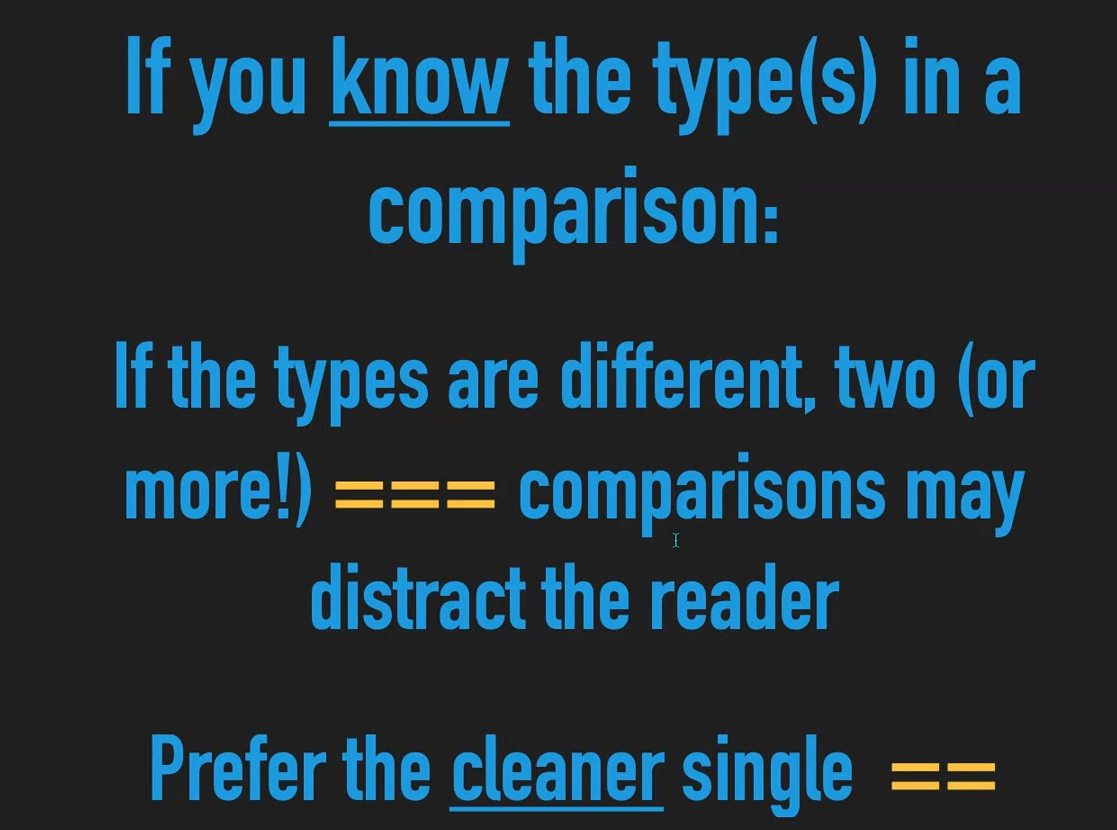 If you know the type(s) in a
comparison:
If the types are different, two (or
more!) === comparisons may
distract the reader
Prefer the cleaner single ==